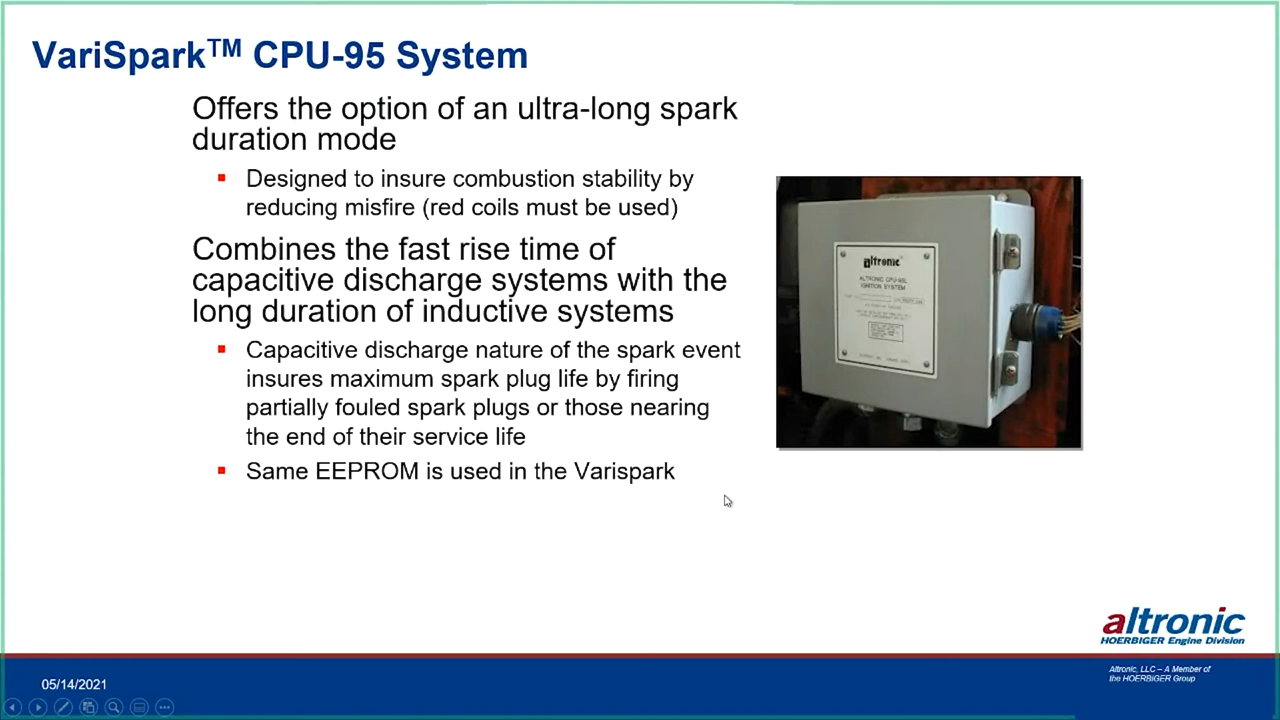 VariSpark™ CPU-95 System
Offers the option of an ultra-long spark
duration mode
Designed to insure combustion stability by
reducing misfire (red coils must be used)
Combines the fast rise time of
capacitive discharge systems with the
long duration of inductive systems
Capacitive discharge nature of the spark event
insures maximum spark plug life by firing
partially fouled spark plugs or those nearing
the end of their service life
Same EEPROM is used in the Varispark
altronic
ALTRONIC CPU-95L
IGNITION SYSTEM
altronic
HOERBIGER Engine Division
Altronic, LLC – A Member of
the HOERBIGER Group
05/14/2021